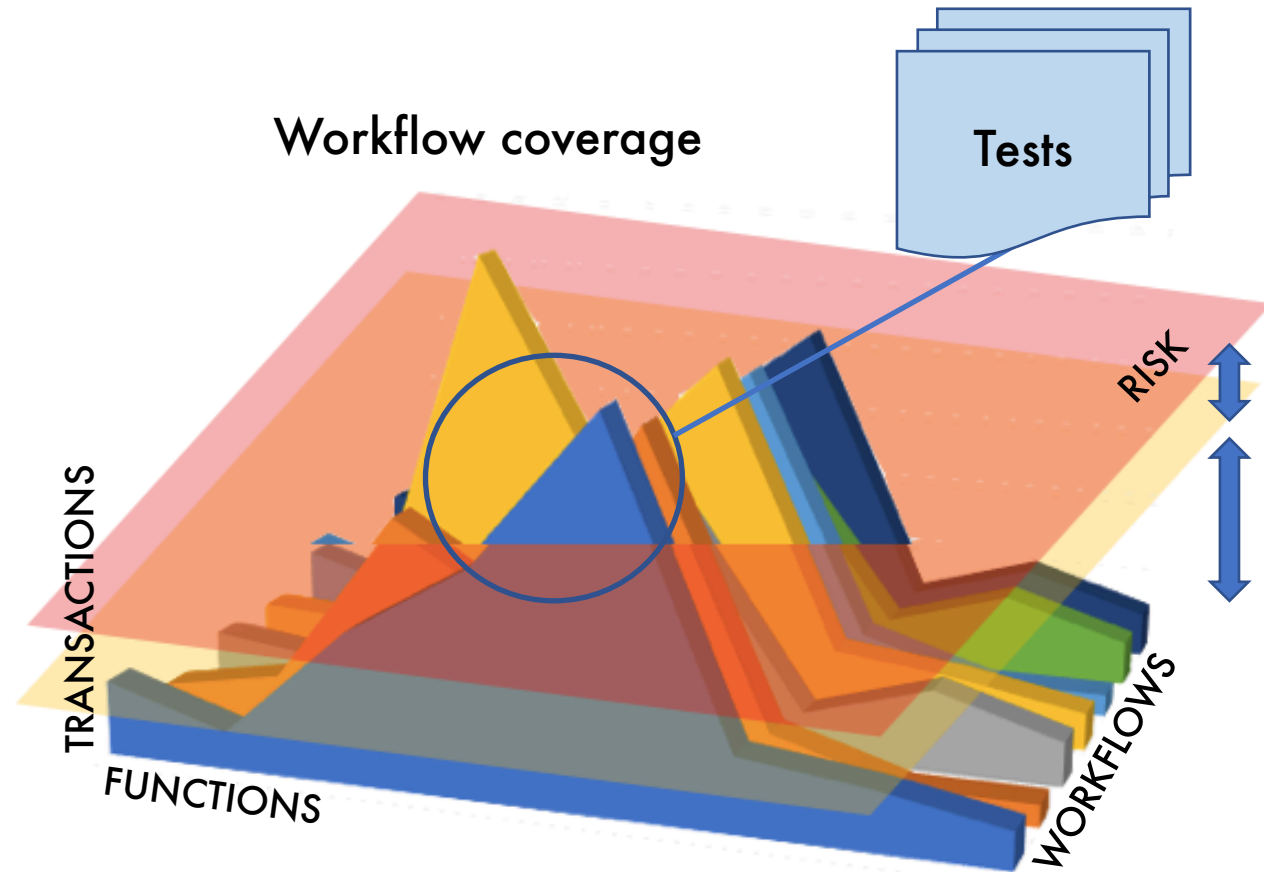 Workflow coverage
Tests
RISK
TRANSACTIONS
FUNCTIONS
WORKFLOWS